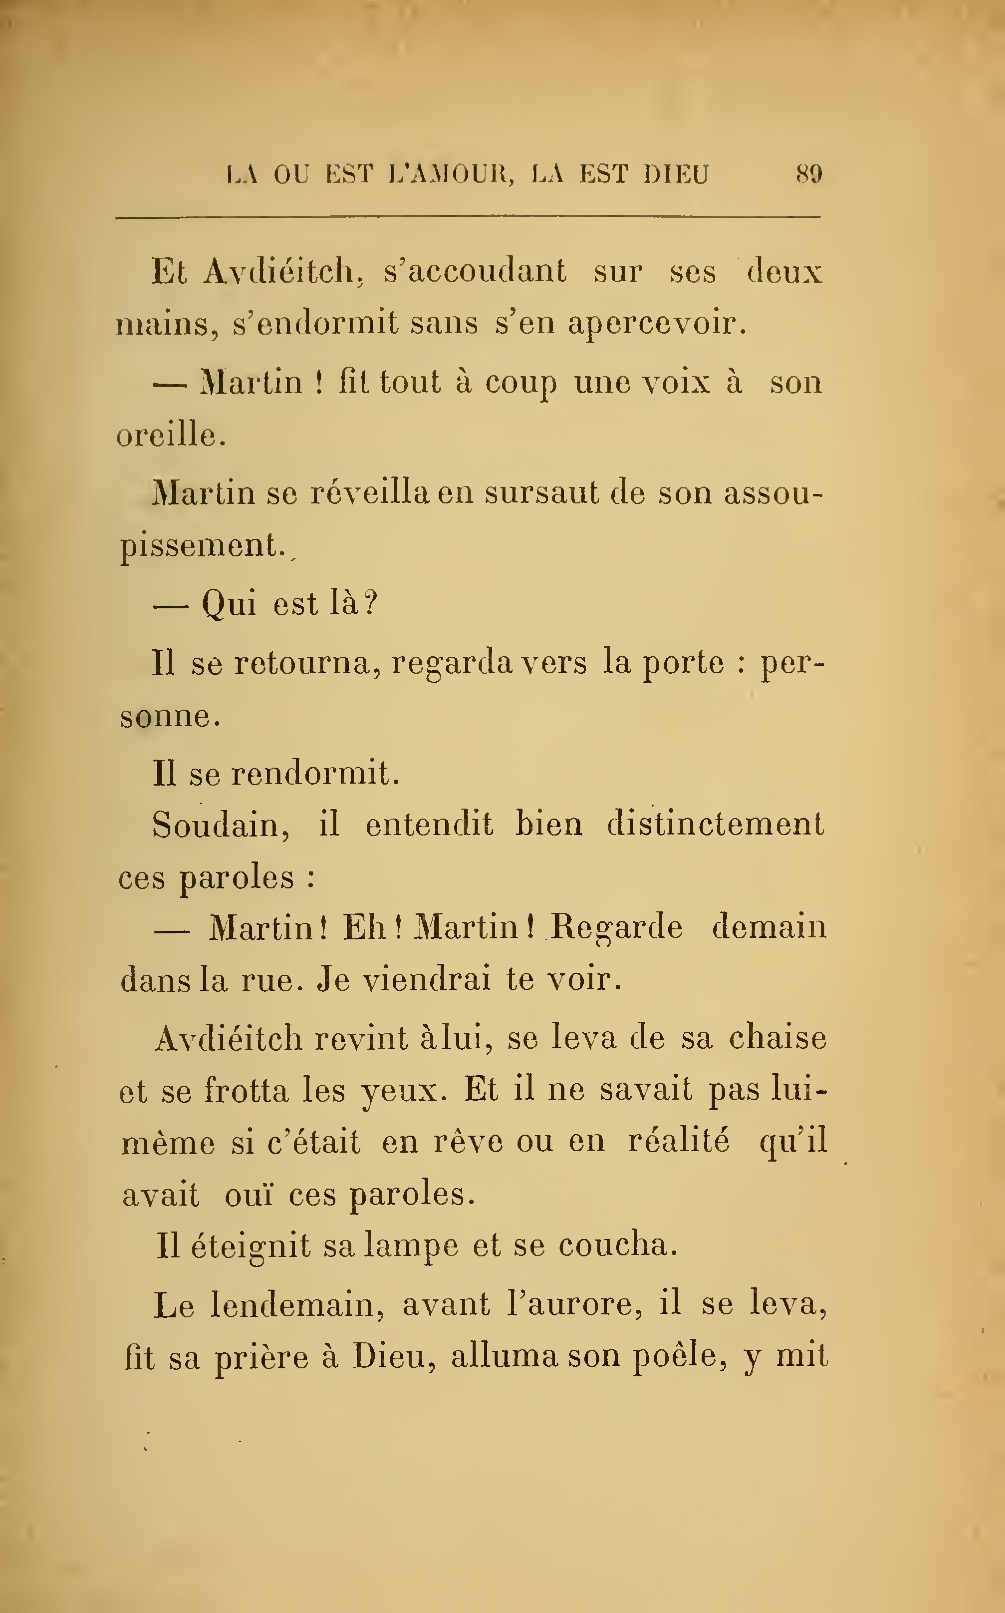 LA OU EST L'AMOUR, LA EST DIEU 89
Et Avdiéitch, s'accoudant sur ses deux
mains, s'endormit sans s'en apercevoir.
— Martin ! fit tout à coup une voix à son
oreille.
Martin se réveilla en sursaut de son assou-
pissement.
— Qui est là?
Il se retourna, regarda vers la porte : per-
sonne.
Il se rendormit.
Soudain, il entendit bien distinctement
ces paroles :
— Martin! Eh! Martin! Regarde demain
dans la rue. Je viendrai te voir.
Avdiéitch revint à lui, se leva de sa chaise
et se frotta les yeux. Et il ne savait pas lui-
même si c'était en rêve ou en réalité qu'il
avait ouï ces paroles.
Il éteignit sa lampe et se coucha.
Le lendemain, avant l'aurore, il se leva,
fit sa prière à Dieu, alluma son poêle, y mit